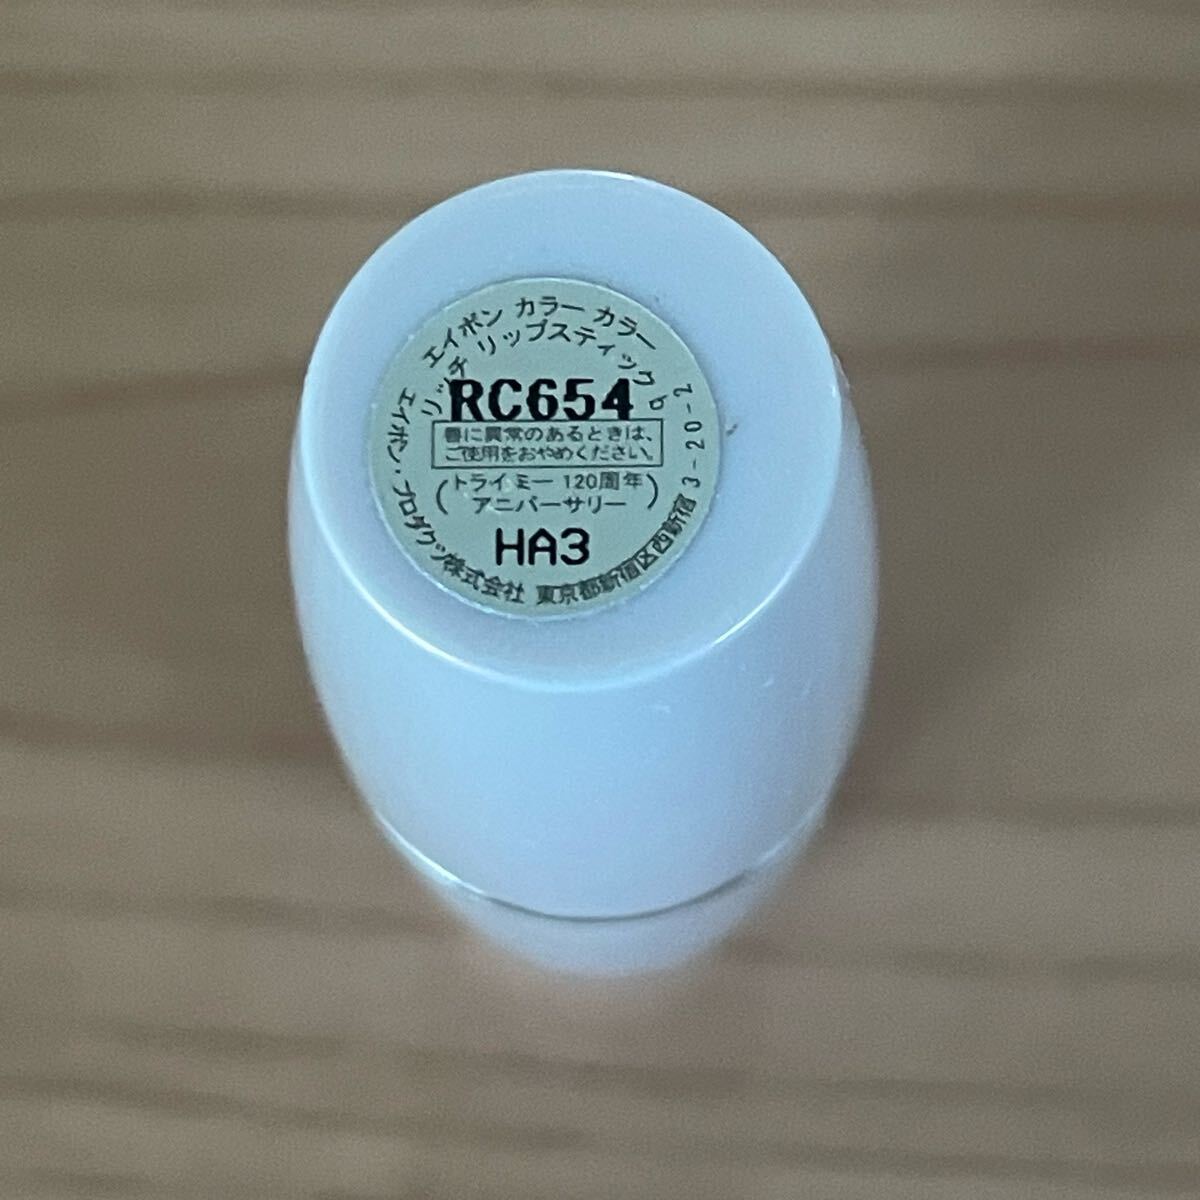 エイボン カラー カラー
リッチ リップスティック b
RC654
唇に異常のあるときは、
ご使用をおやめください。
(トライ ミー 120周年
アニバーサリー)
HA3
エイボン・プロダクツ株式会社 東京都新宿区西新宿3-20-2